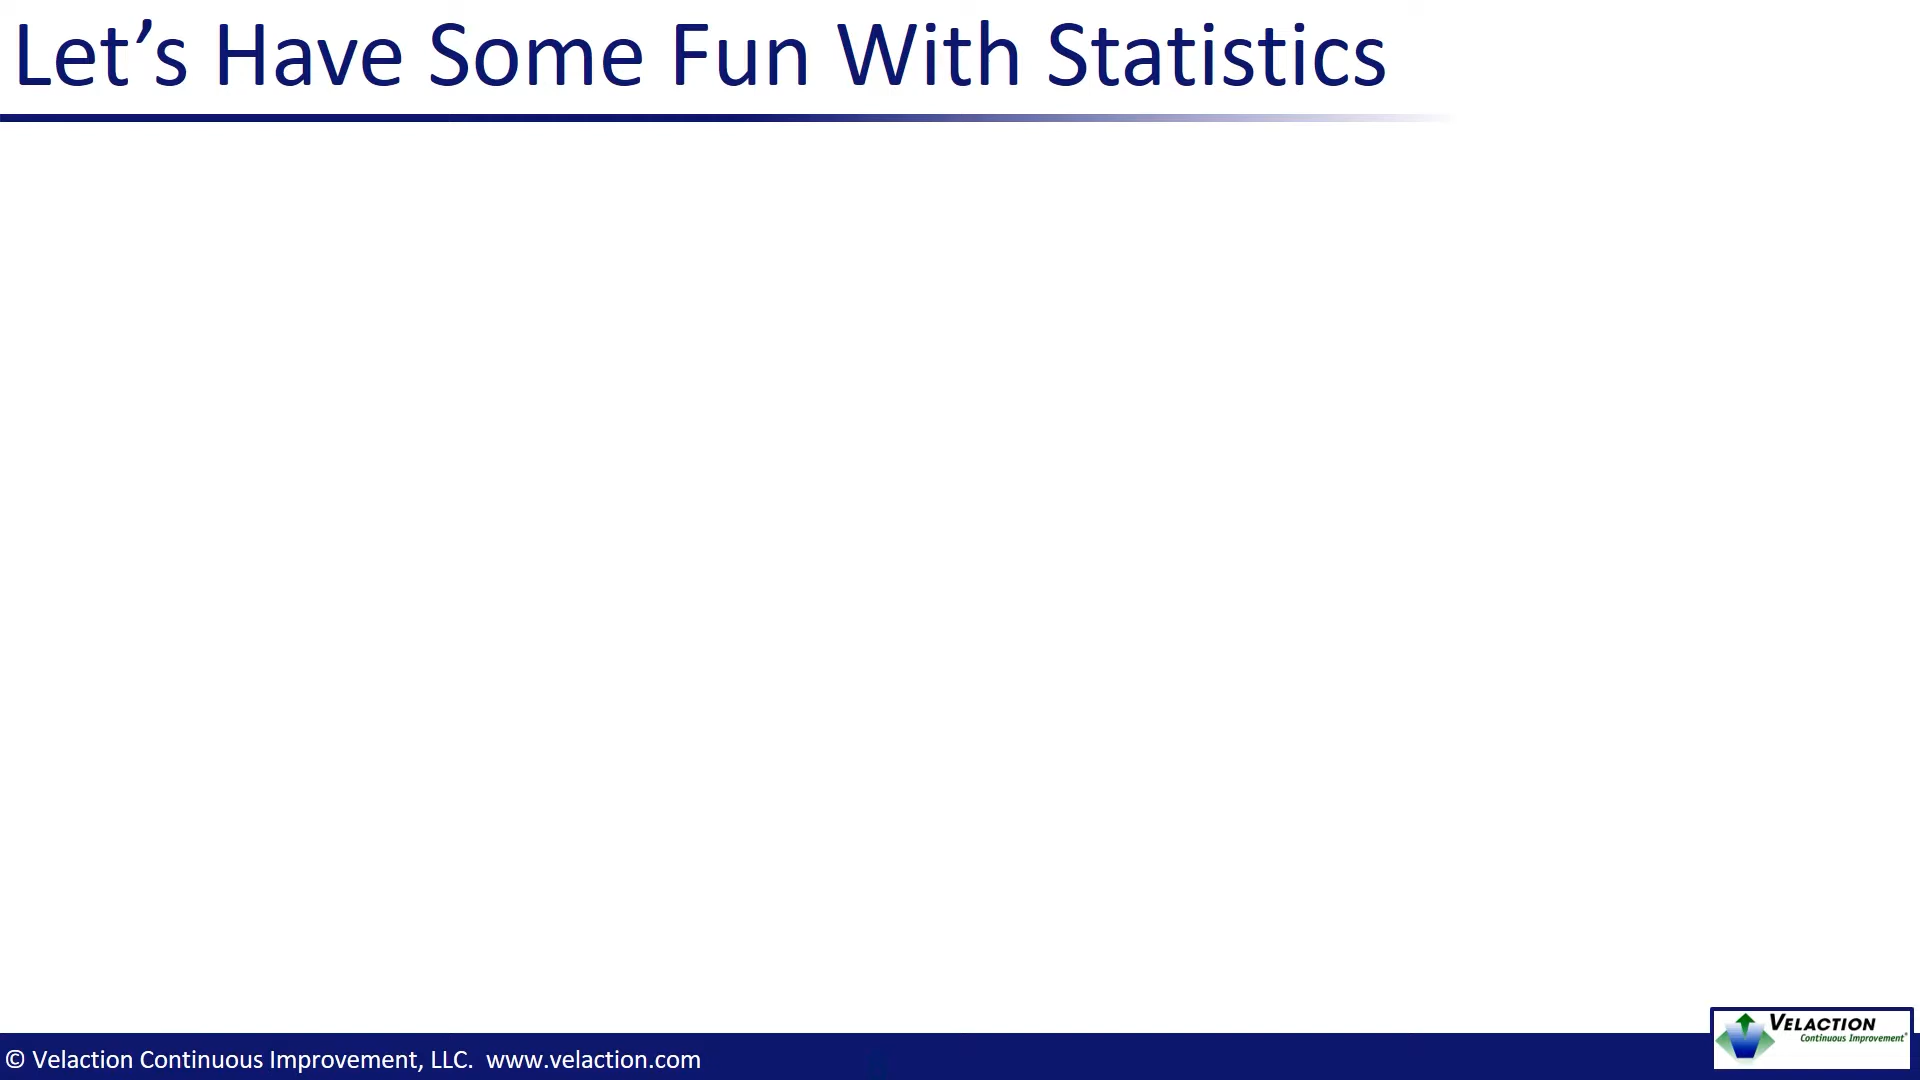 Let’s Have Some Fun With Statistics
VELACTION
Continuous Improvement®
© Velaction Continuous Improvement, LLC. www.velaction.com